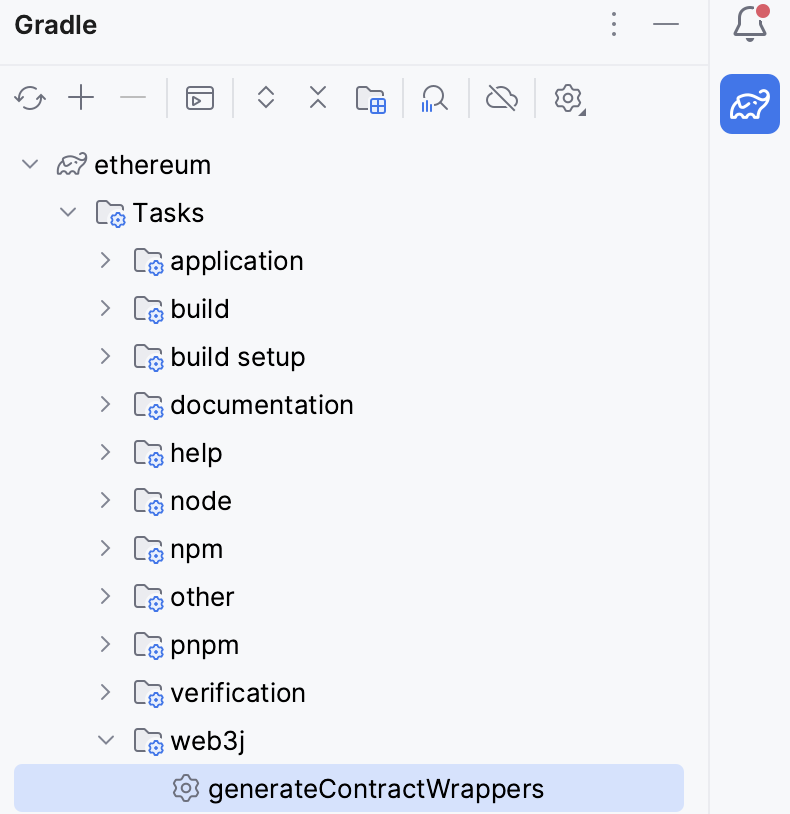 Gradle
ethereum
Tasks
application
build
build setup
documentation
help
node
npm
other
pnpm
verification
web3j
generateContractWrappers